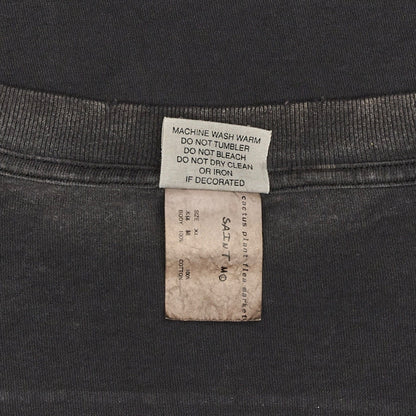 MACHINE WASH WARM
DO NOT TUMBLER
DO NOT BLEACH
DO NOT DRY CLEAN
OR IRON
IF DECORATED
cactus plant flea market
SAINT M
SIZE XL
BODY 100% COTTON